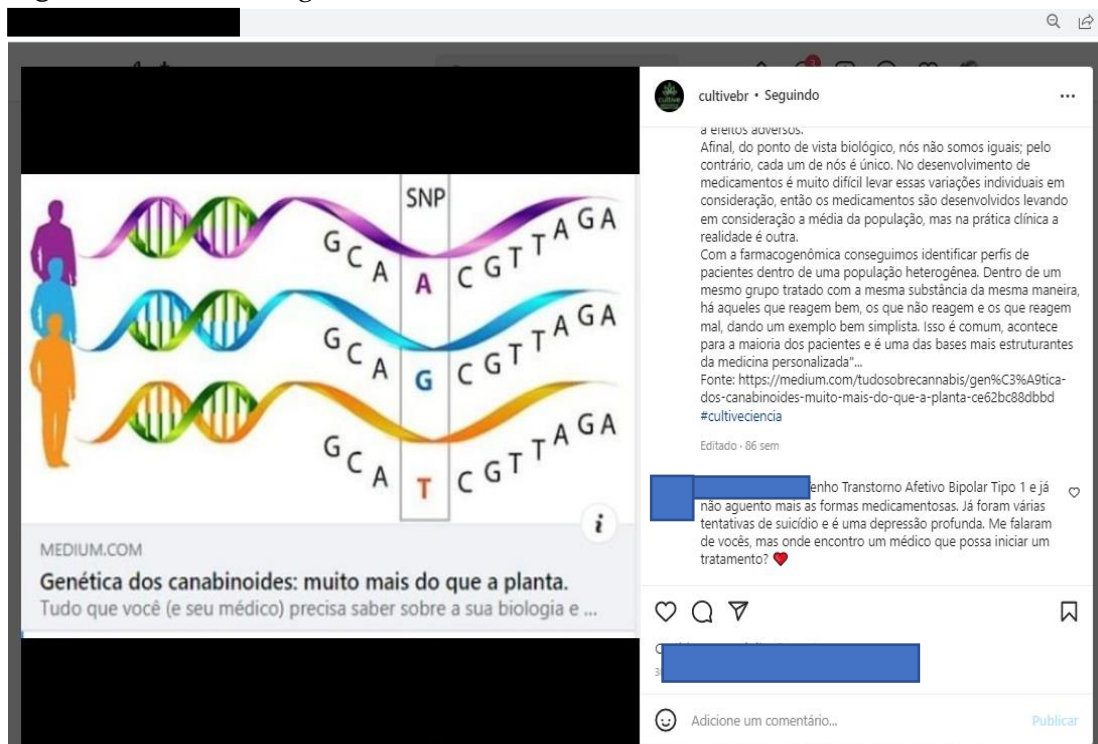 cultivebr • Seguindo
a efeitos adversos.
Afinal, do ponto de vista biológico, nós não somos iguais; pelo
contrário, cada um de nós é único. No desenvolvimento de
medicamentos é muito difícil levar essas variações individuais em
consideração, então os medicamentos são desenvolvidos levando
em consideração a média da população, mas na prática clínica a
realidade é outra.
Com a farmacogenômica conseguimos identificar perfis de
pacientes dentro de uma população heterogênea. Dentro de um
mesmo grupo tratado com a mesma substância da mesma maneira,
há aqueles que reagem bem, os que não reagem e os que reagem
mal, dando um exemplo bem simplista. Isso é comum, acontece
para a maioria dos pacientes e é uma das bases mais estruturantes
da medicina personalizada"...
Fonte: https://medium.com/tudosobrecannabis/gen%C3%A9tica-
dos-canabinoides-muito-mais-do-que-a-planta-ce62bc88dbbd
#cultiveciencia
Editado · 86 sem
enho Transtorno Afetivo Bipolar Tipo 1 e já
não aguento mais as formas medicamentosas. Já foram várias
tentativas de suicídio e é uma depressão profunda. Me falaram
de vocês, mas onde encontro um médico que possa iniciar um
tratamento? ❤️
Adicione um comentário...
Publicar
SNP
G C A A C G T T A G A
G C A G C G T T A G A
G C A T C G T T A G A
i
MEDIUM.COM
Genética dos canabinoides: muito mais do que a planta.
Tudo que você (e seu médico) precisa saber sobre a sua biologia e ...